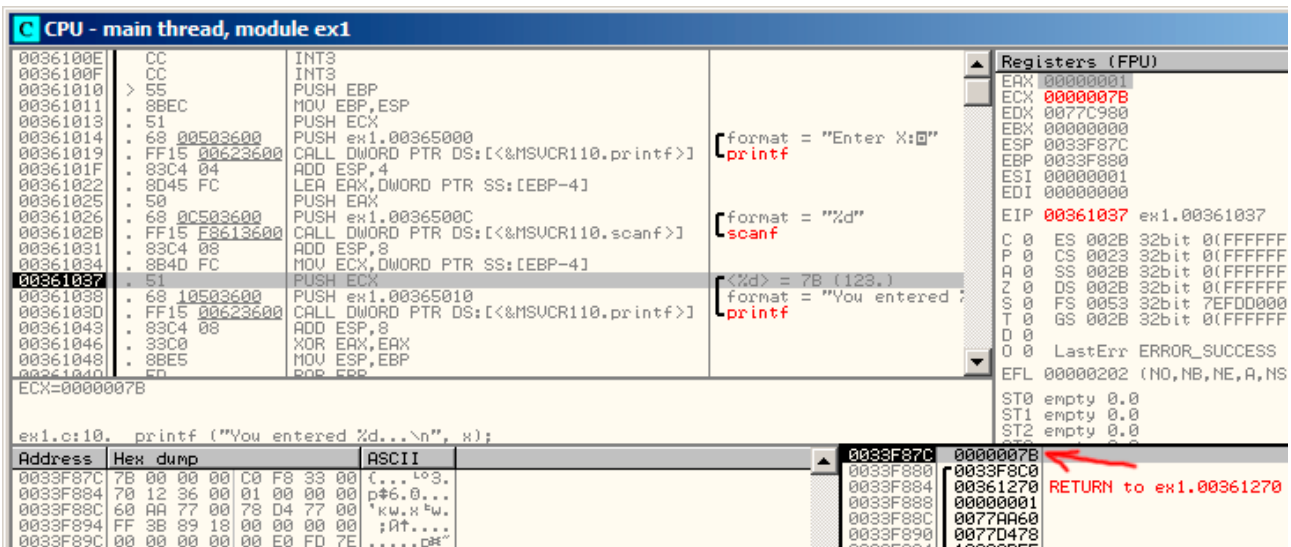 CPU - main thread, module ex1
0036100E CC INT3
0036100F CC INT3
00361010 > 55 PUSH EBP
00361011 . 8BEC MOV EBP,ESP
00361013 . 51 PUSH ECX
00361014 . 68 00503600 PUSH ex1.00365000 format = "Enter X:
00361019 . FF15 00623600 CALL DWORD PTR DS:[<&MSVCR110.printf>] printf
0036101F . 83C4 04 ADD ESP,4
00361022 . 8D45 FC LEA EAX,DWORD PTR SS:[EBP-4]
00361025 . 50 PUSH EAX
00361026 . 68 0C503600 PUSH ex1.0036500C format = "%d"
0036102B . FF15 F8613600 CALL DWORD PTR DS:[<&MSVCR110.scanf>] scanf
00361031 . 83C4 08 ADD ESP,8
00361034 . 8B4D FC MOV ECX,DWORD PTR SS:[EBP-4]
00361037 . 51 PUSH ECX <%d> = 7B (123.)
00361038 . 68 10503600 PUSH ex1.00365010 format = "You entered
0036103D . FF15 00623600 CALL DWORD PTR DS:[<&MSVCR110.printf>] printf
00361043 . 83C4 08 ADD ESP,8
00361046 . 33C0 XOR EAX,EAX
00361048 . 8BE5 MOV ESP,EBP
ECX=0000007B
ex1.c:10. printf ("You entered %d...\n", x);
Registers (FPU)
EAX 00000001
ECX 0000007B
EDX 0077C980
EBX 00000000
ESP 0033F87C
EBP 0033F880
ESI 00000001
EDI 00000000
EIP 00361037 ex1.00361037
C 0 ES 002B 32bit 0(FFFFFF
P 0 CS 0023 32bit 0(FFFFFF
A 0 SS 002B 32bit 0(FFFFFF
Z 0 DS 002B 32bit 0(FFFFFF
S 0 FS 0053 32bit 7EFDD000
T 0 GS 002B 32bit 0(FFFFFF
D 0
O 0 LastErr ERROR_SUCCESS
EFL 00000202 (NO,NB,NE,A,NS
ST0 empty 0.0
ST1 empty 0.0
ST2 empty 0.0
Address Hex dump ASCII
0033F87C 7B 00 00 00 C0 F8 33 00 {...└°3.
0033F884 70 12 36 00 01 00 00 00
0033F88C 60 AA 77 00 78 D4 77 00
0033F894 FF 3B 89 18 00 00 00 00
0033F89C 00 00 00 00 00 E0 FD 7E
0033F87C 0000007B
0033F880 0033F8C0
0033F884 00361270 RETURN to ex1.00361270
0033F888 00000001
0033F88C 0077AA60
0033F890 0077D478